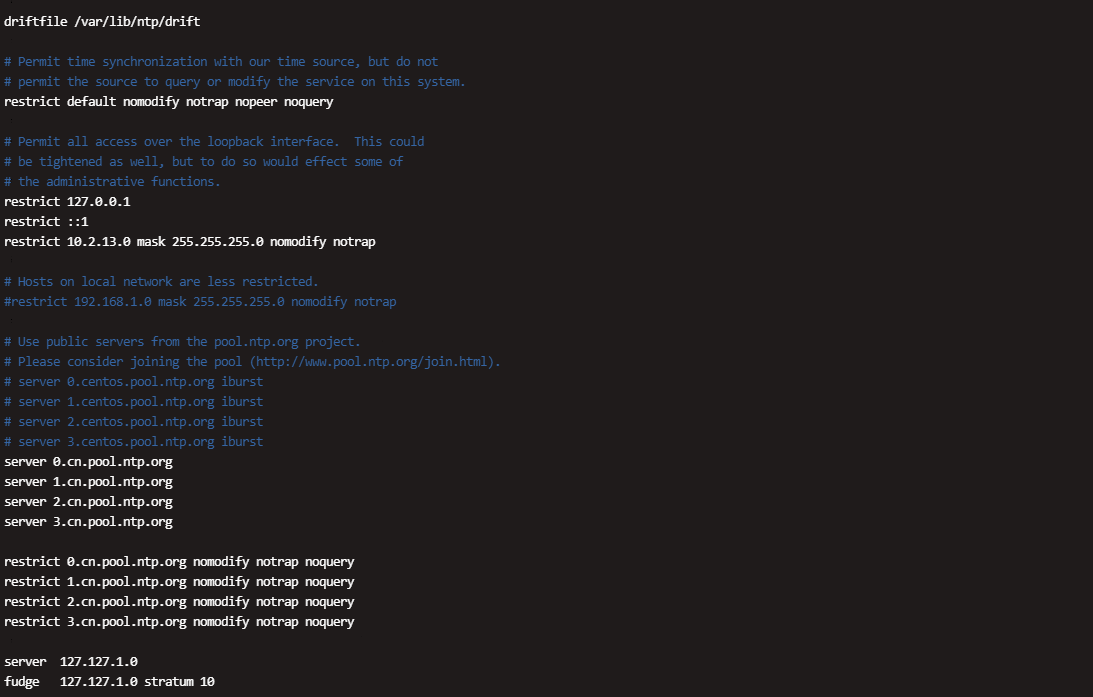 driftfile /var/lib/ntp/drift
# Permit time synchronization with our time source, but do not
# permit the source to query or modify the service on this system.
restrict default nomodify notrap nopeer noquery
# Permit all access over the loopback interface.  This could
# be tightened as well, but to do so would effect some of
# the administrative functions.
restrict 127.0.0.1
restrict ::1
restrict 10.2.13.0 mask 255.255.255.0 nomodify notrap
# Hosts on local network are less restricted.
#restrict 192.168.1.0 mask 255.255.255.0 nomodify notrap
# Use public servers from the pool.ntp.org project.
# Please consider joining the pool (http://www.pool.ntp.org/join.html).
# server 0.centos.pool.ntp.org iburst
# server 1.centos.pool.ntp.org iburst
# server 2.centos.pool.ntp.org iburst
# server 3.centos.pool.ntp.org iburst
server 0.cn.pool.ntp.org
server 1.cn.pool.ntp.org
server 2.cn.pool.ntp.org
server 3.cn.pool.ntp.org
restrict 0.cn.pool.ntp.org nomodify notrap noquery
restrict 1.cn.pool.ntp.org nomodify notrap noquery
restrict 2.cn.pool.ntp.org nomodify notrap noquery
restrict 3.cn.pool.ntp.org nomodify notrap noquery
server  127.127.1.0
fudge   127.127.1.0 stratum 10